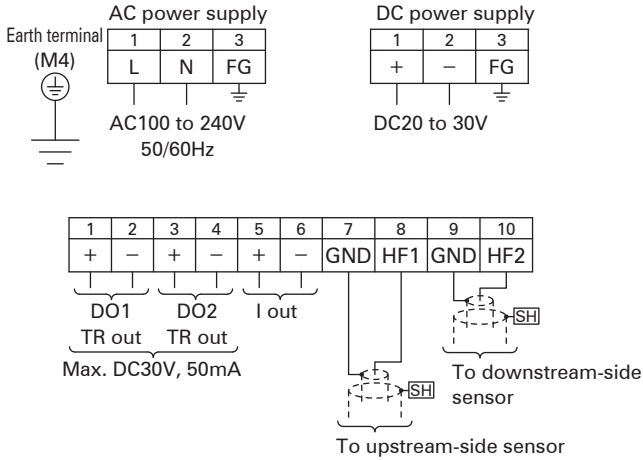 AC power supply
DC power supply
Earth terminal
(M4)
1 2 3
L N FG
1 2 3
+ − FG
AC100 to 240V
50/60Hz
DC20 to 30V
1 2 3 4 5 6 7 8 9 10
+ − + − + − GND HF1 GND HF2
DO1 DO2 I out
TR out TR out
Max. DC30V, 50mA
SH
To downstream-side
sensor
SH
To upstream-side sensor